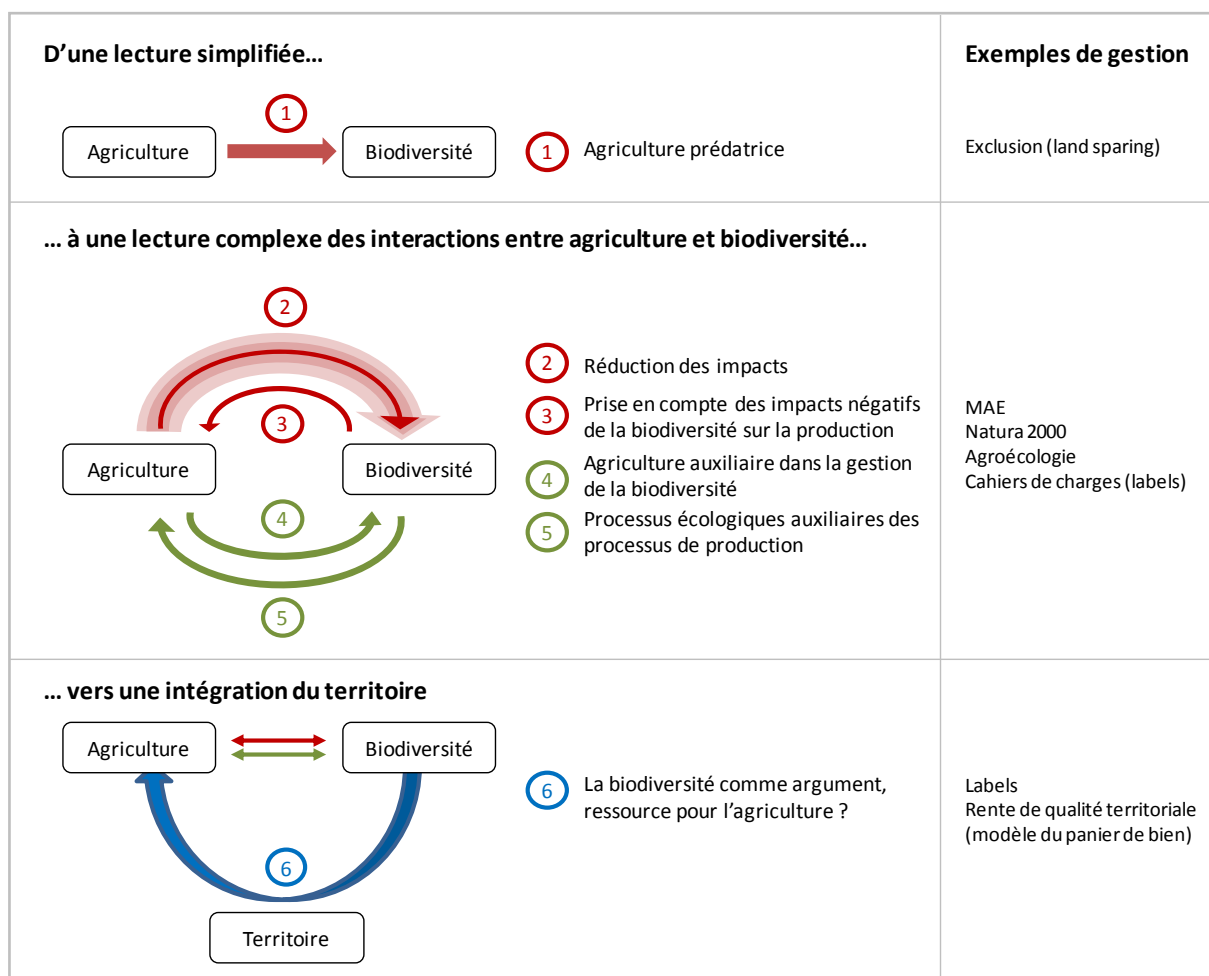 D'une lecture simplifiée…
Exemples de gestion
1
Agriculture
Biodiversité
1
Agriculture prédatrice
Exclusion (land sparing)
… à une lecture complexe des interactions entre agriculture et biodiversité…
2
3
Agriculture
Biodiversité
4
5
2
Réduction des impacts
3
Prise en compte des impacts négatifs
de la biodiversité sur la production
4
Agriculture auxiliaire dans la gestion
de la biodiversité
5
Processus écologiques auxiliaires des
processus de production
MAE
Natura 2000
Agroécologie
Cahiers de charges (labels)
… vers une intégration du territoire
Agriculture
Biodiversité
6
Territoire
6
La biodiversité comme argument,
ressource pour l'agriculture ?
Labels
Rente de qualité territoriale
(modèle du panier de bien)